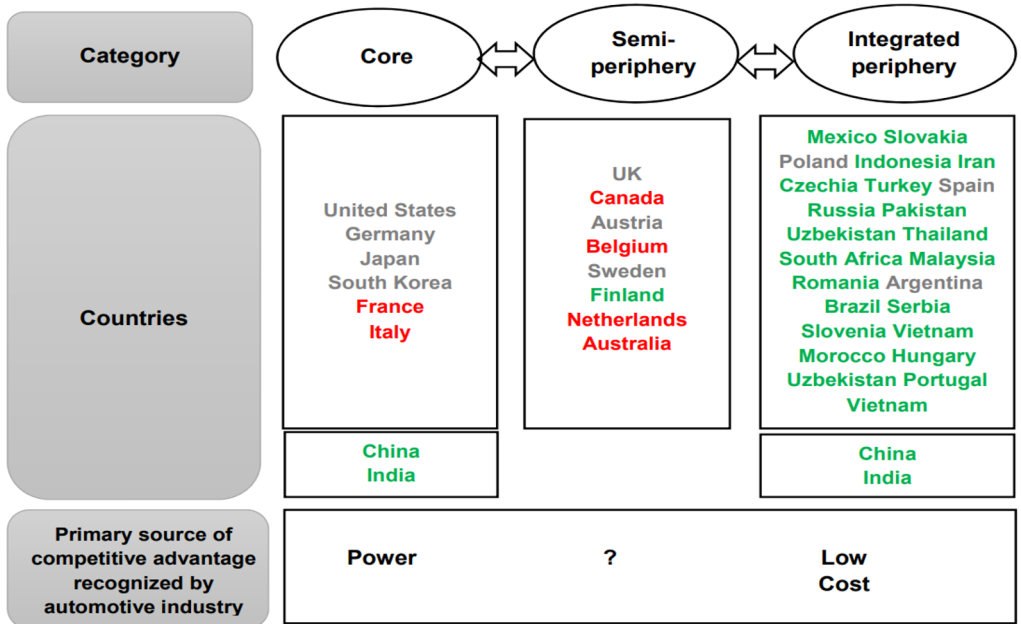 Category
Core
Semi-
periphery
Integrated
periphery
Countries
United States
Germany
Japan
South Korea
France
Italy
UK
Canada
Austria
Belgium
Sweden
Finland
Netherlands
Australia
Mexico Slovakia
Poland Indonesia Iran
Czechia Turkey Spain
Russia Pakistan
Uzbekistan Thailand
South Africa Malaysia
Romania Argentina
Brazil Serbia
Slovenia Vietnam
Morocco Hungary
Uzbekistan Portugal
Vietnam
China
India
China
India
Primary source of
competitive advantage
recognized by
automotive industry
Power
?
Low
Cost